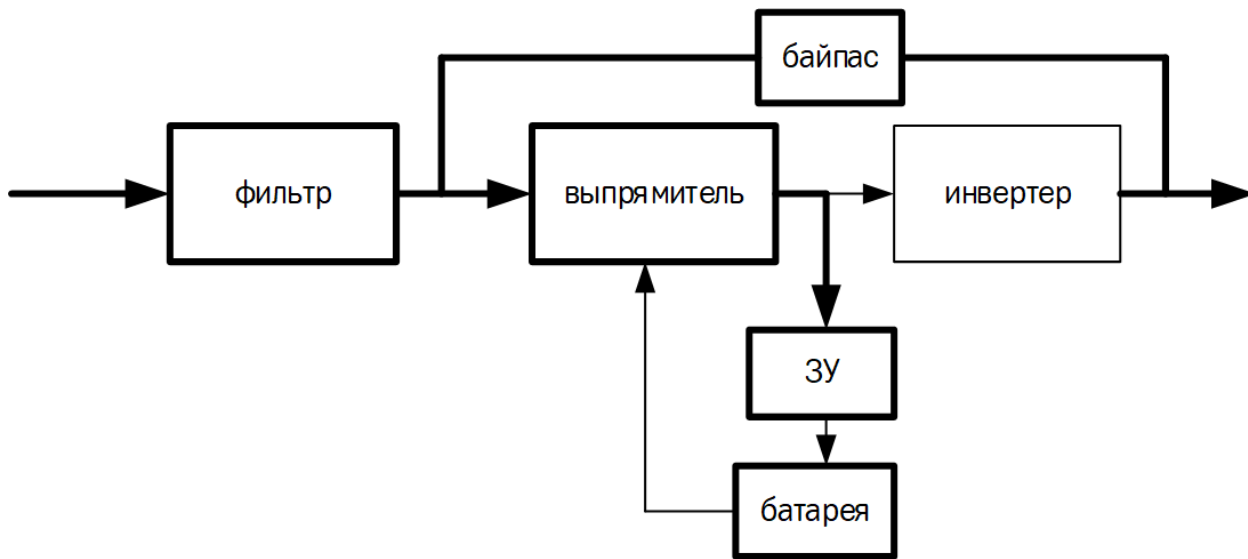 байпас
фильтр
выпрямитель
инвертер
ЗУ
батарея